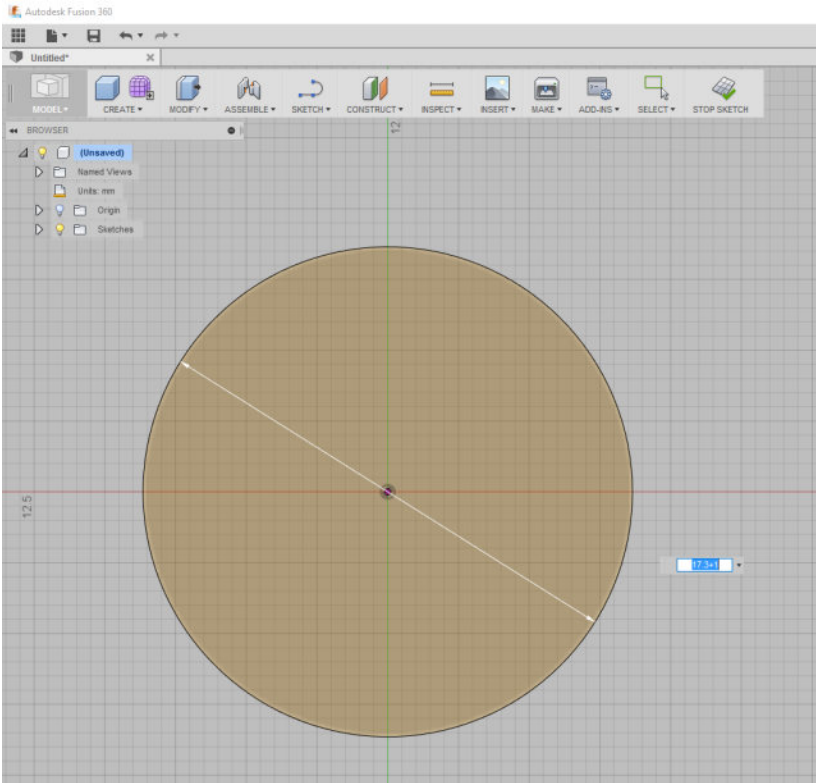 Autodesk Fusion 360
Untitled*
MODEL
CREATE
MODIFY
ASSEMBLE
SKETCH
CONSTRUCT
INSPECT
INSERT
MAKE
ADD-INS
SELECT
STOP SKETCH
BROWSER
(Unsaved)
Named Views
Units: mm
Origin
Sketches
12.5
17.3+1